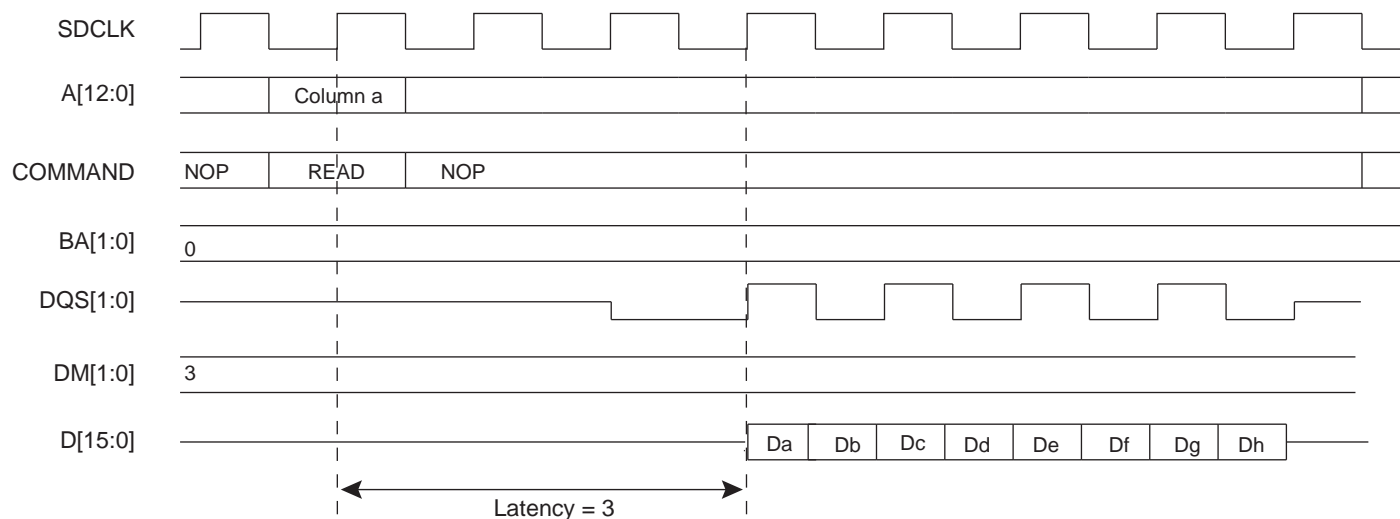 SDCLK
A[12:0] Column a
COMMAND NOP READ NOP
BA[1:0] 0
DQS[1:0]
DM[1:0] 3
D[15:0] Da Db Dc Dd De Df Dg Dh
Latency = 3